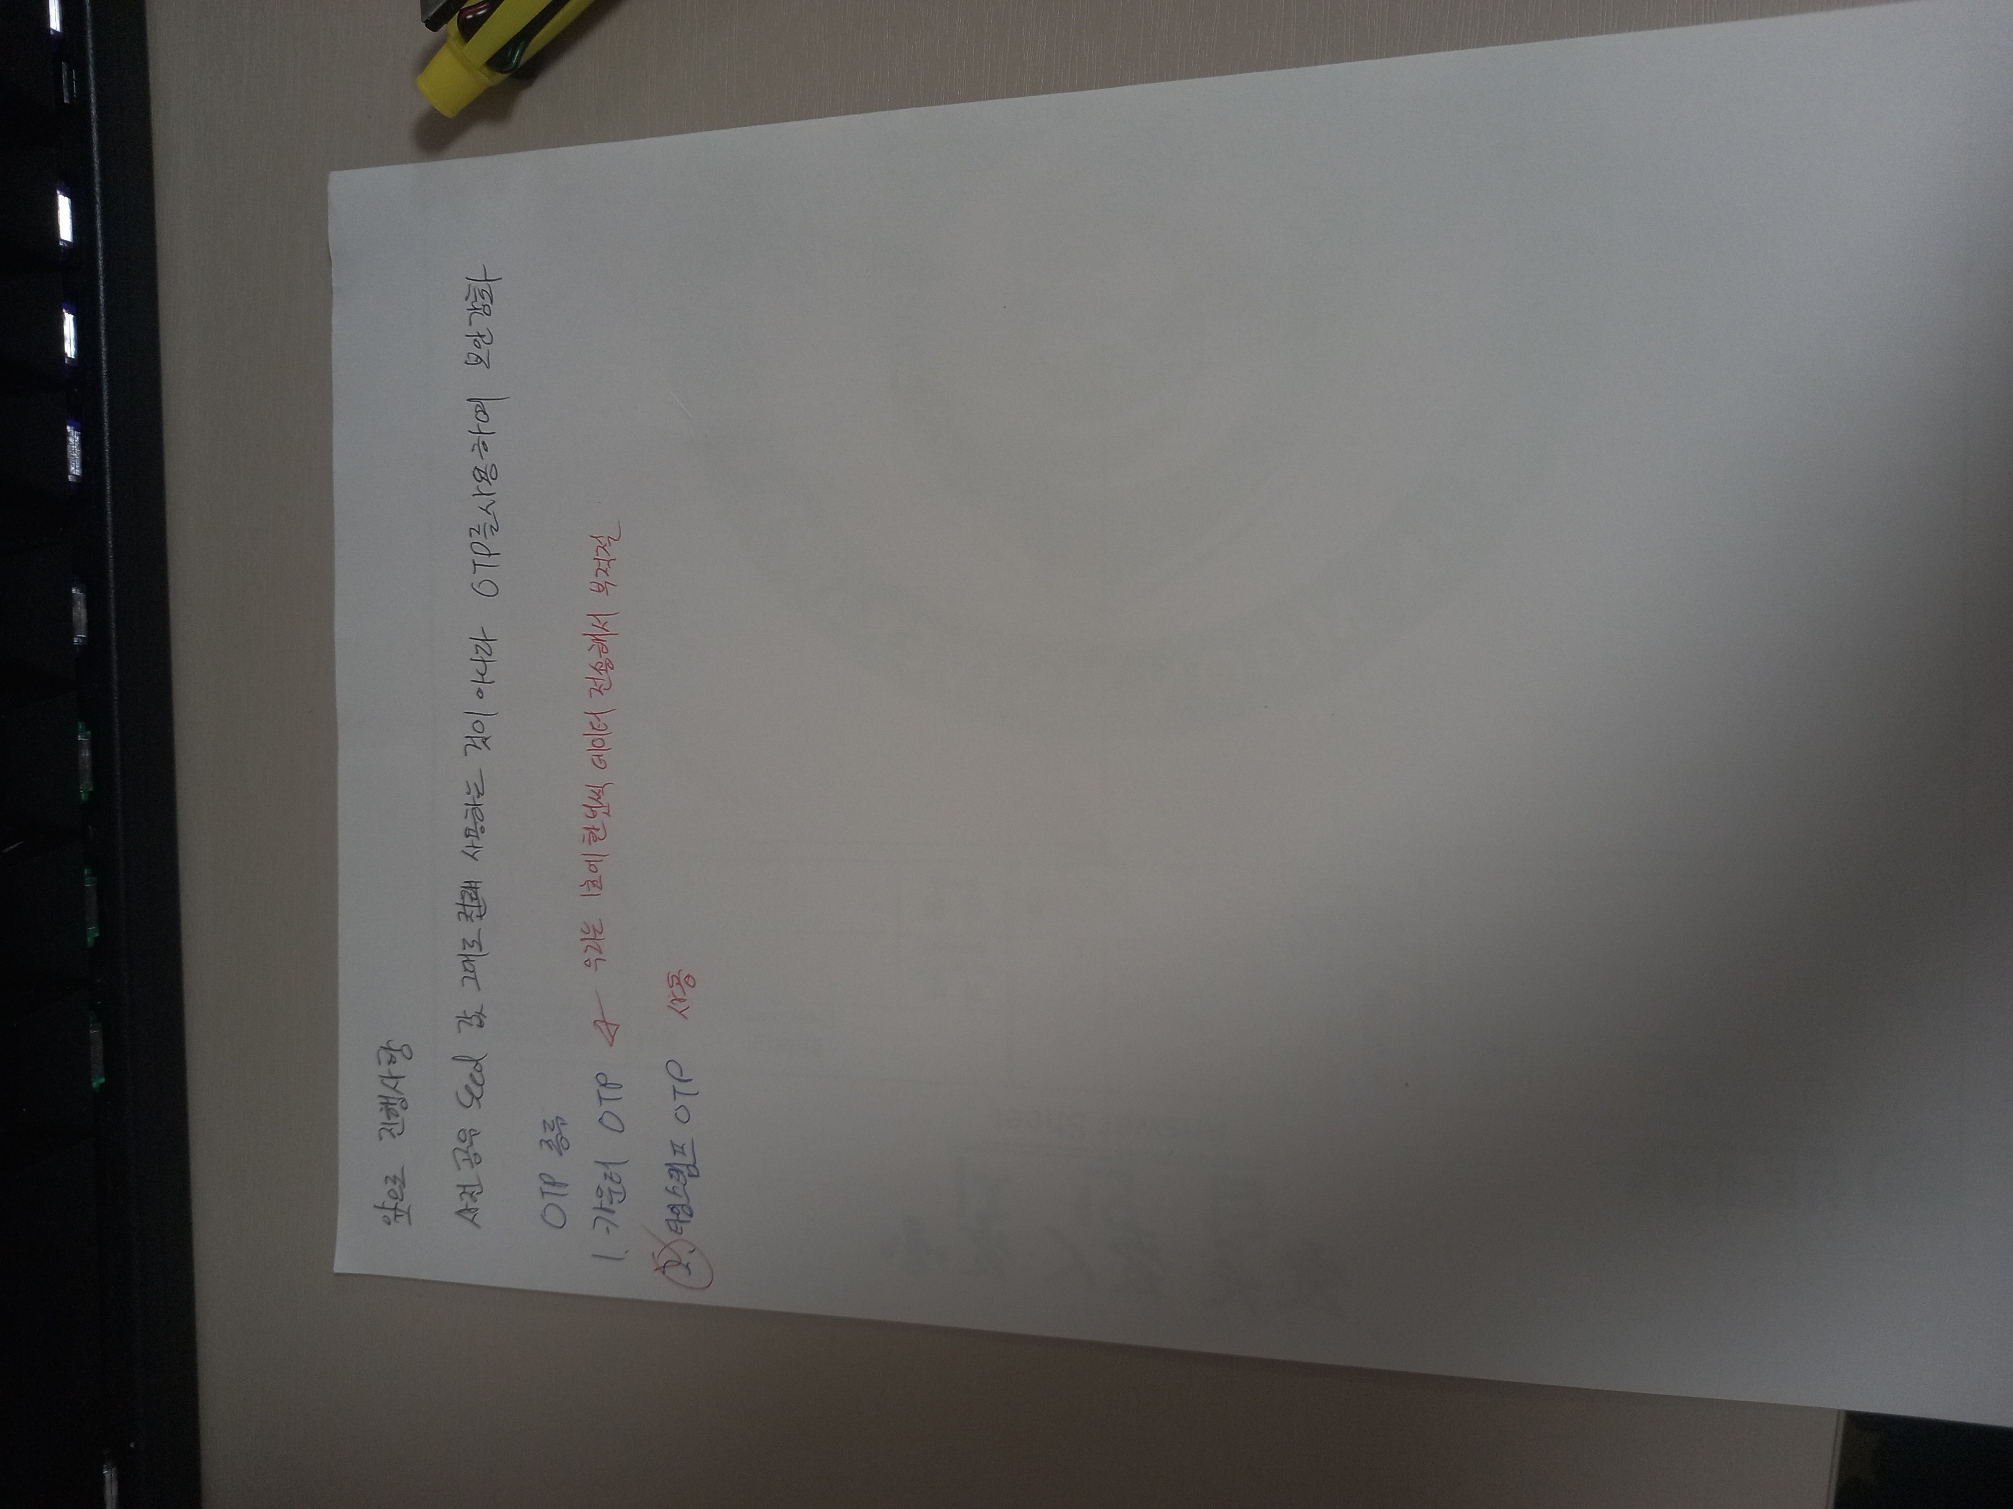 앞으로 진행사항
사전 공유 Seed 값 그대로 전래 사용하는 것이 아니라 OTP를 사용하여 보안강화
OTP 종류
1. 카운터 OTP ← 우리는 1초에 한번씩 데이터 전송해서 부적절
2. 타임스탬프 OTP 사용